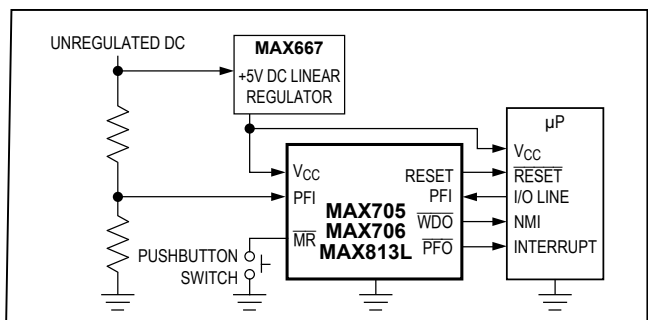 UNREGULATED DC
MAX667
+5V DC LINEAR
REGULATOR
µP
VCC
PFI
MR
MAX705
MAX706
MAX813L
RESET
PFI
WDO
PFO
VCC
RESET
I/O LINE
NMI
INTERRUPT
PUSHBUTTON
SWITCH